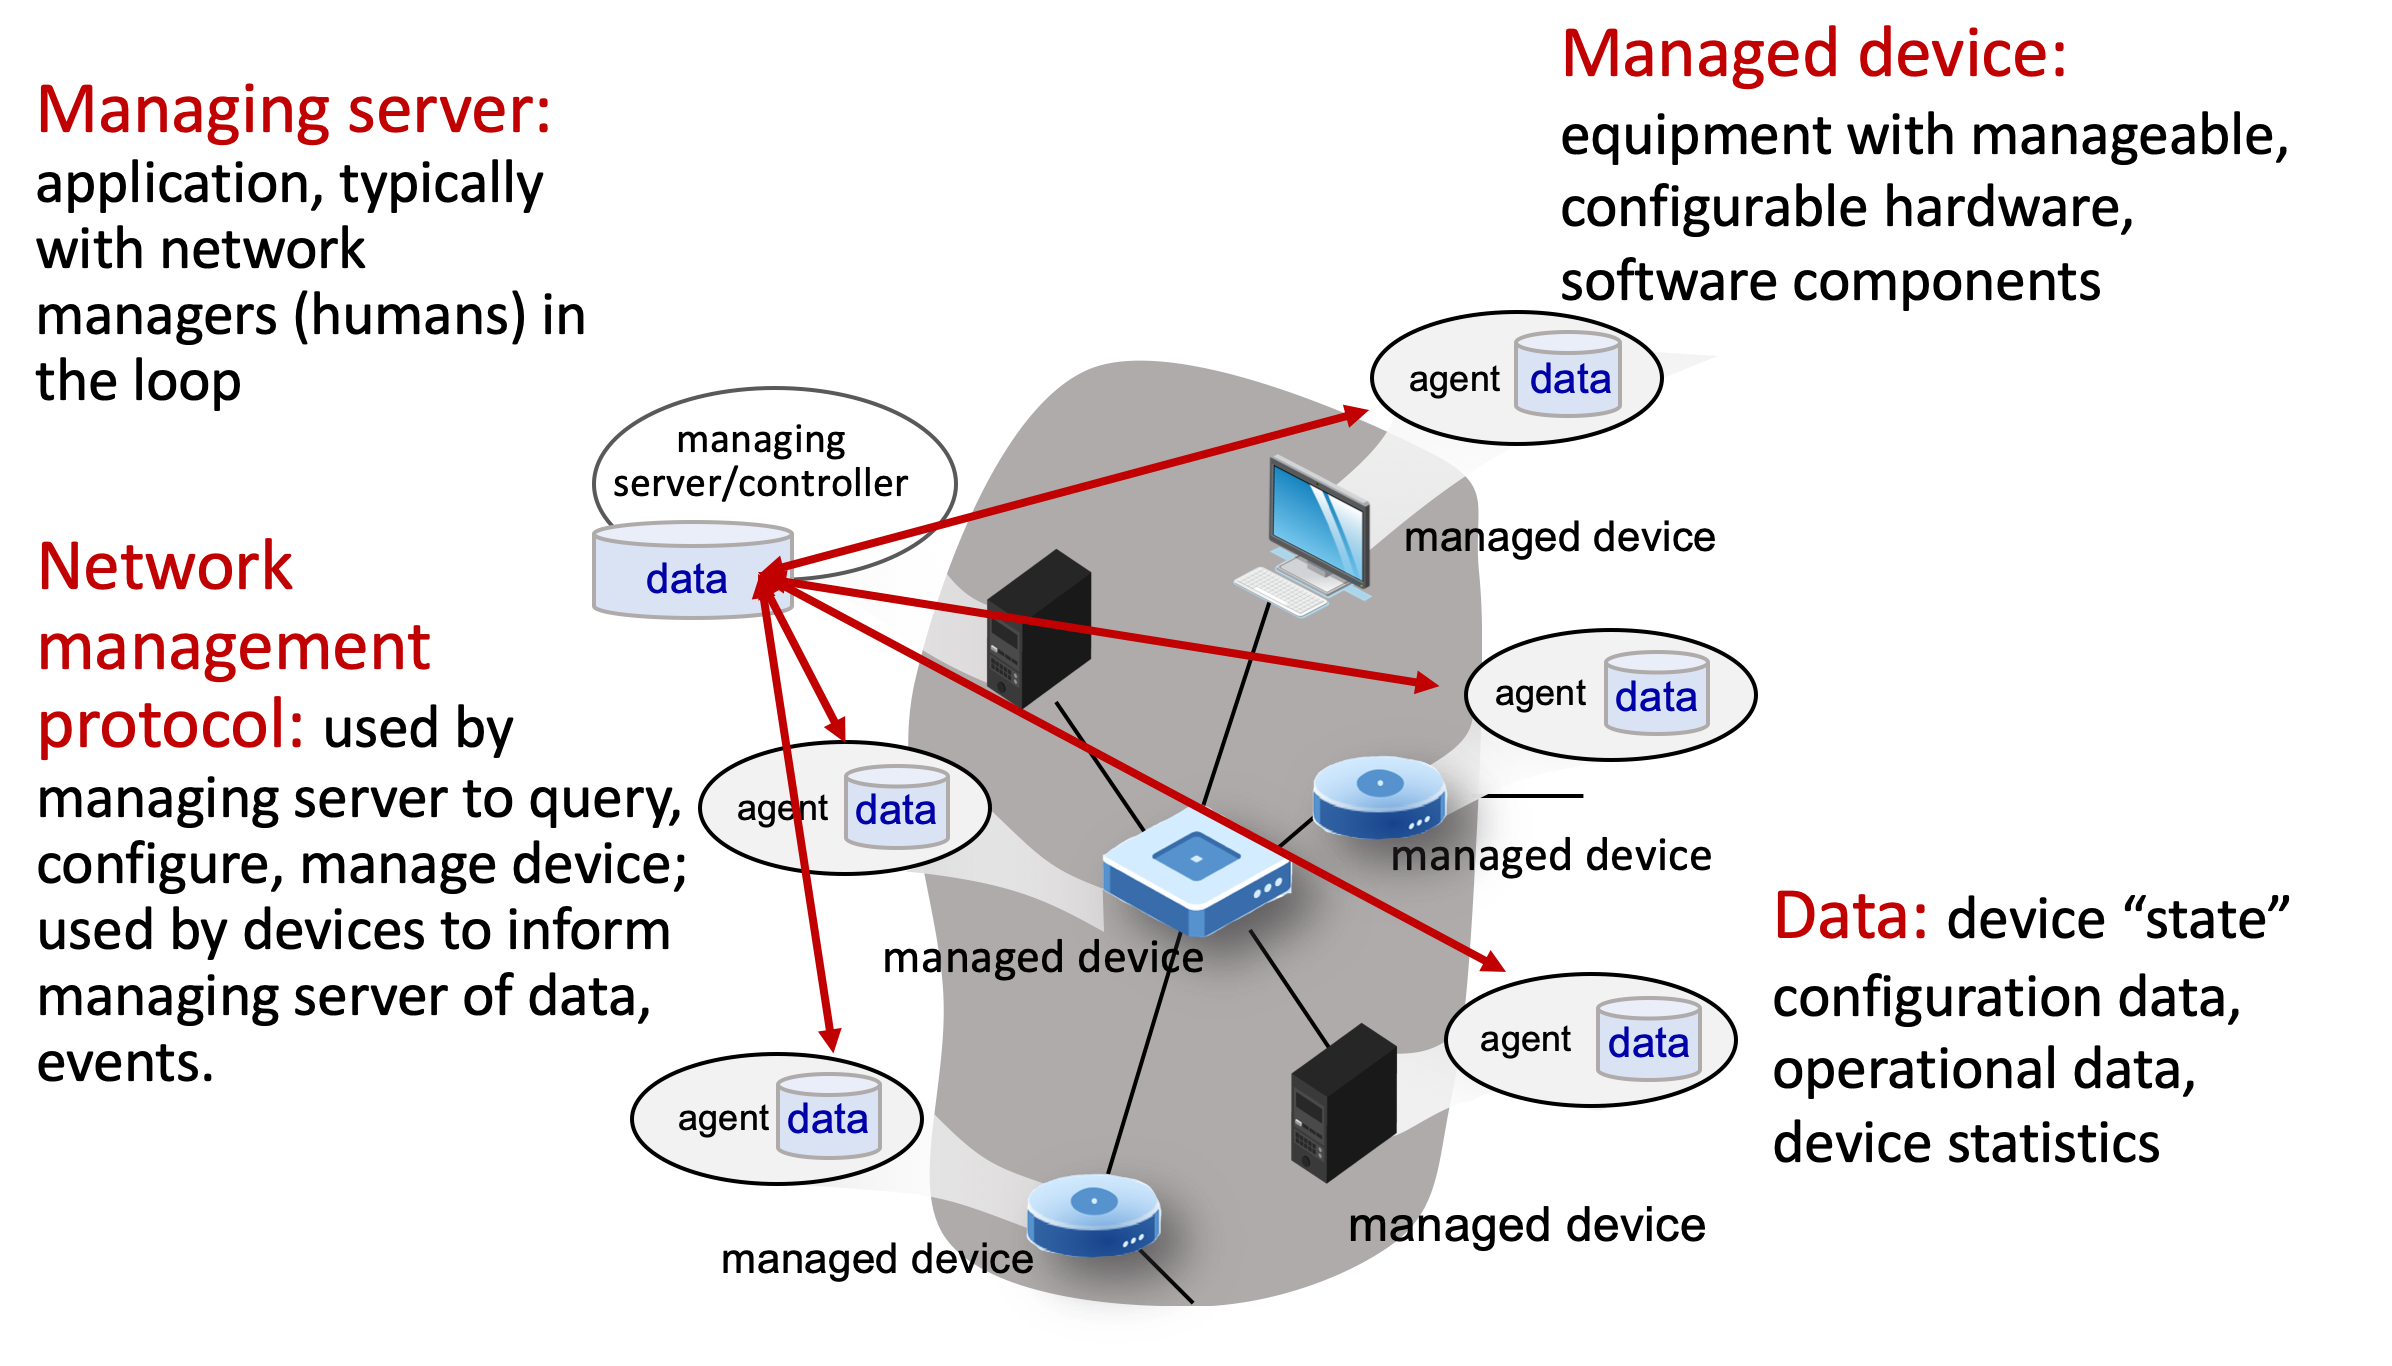 Managing server:
application, typically
with network
managers (humans) in
the loop
Network
management
protocol: used by
managing server to query,
configure, manage device;
used by devices to inform
managing server of data,
events.
managing
server/controller
data
agent data
managed device
agent data
managed device
Managed device:
equipment with manageable,
configurable hardware,
software components
agent data
managed device
agent data
managed device
agent data
managed device
Data: device “state”
configuration data,
operational data,
device statistics